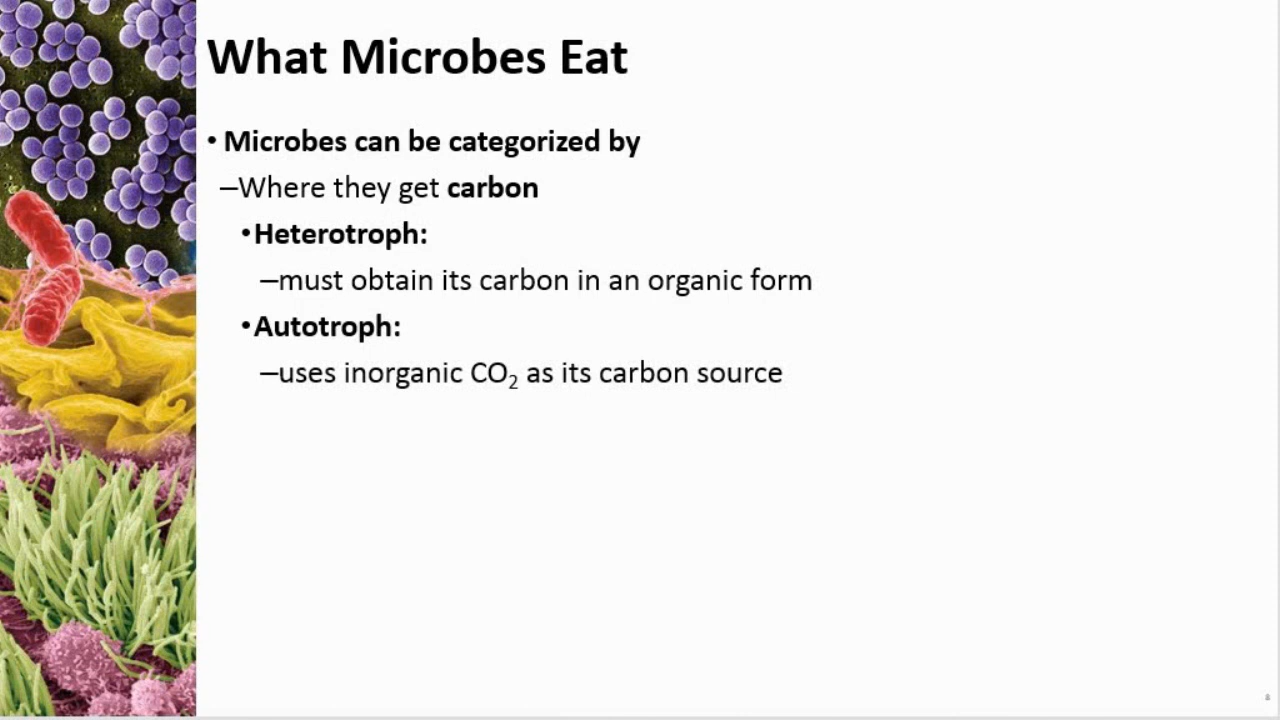 What Microbes Eat
• Microbes can be categorized by
–Where they get carbon
•Heterotroph:
–must obtain its carbon in an organic form
•Autotroph:
–uses inorganic CO₂ as its carbon source